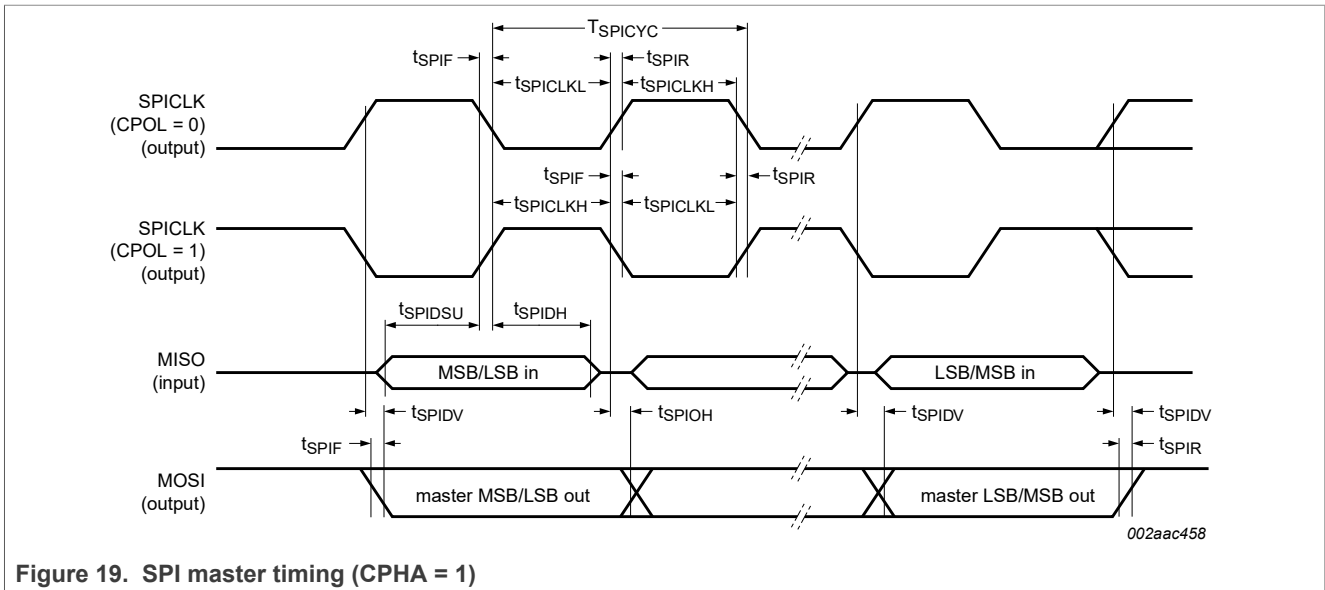 TSPICYC
tSPIF
tSPIR
tSPICLKL
tSPICLKH
SPICLK
(CPOL = 0)
(output)
tSPIF
tSPIR
tSPICLKH
tSPICLKL
SPICLK
(CPOL = 1)
(output)
tSPIDSU
tSPIDH
MISO
(input)
MSB/LSB in
LSB/MSB in
tSPIDV
tSPIOH
tSPIDV
tSPIDV
tSPIF
tSPIR
MOSI
(output)
master MSB/LSB out
master LSB/MSB out
002aac458
Figure 19. SPI master timing (CPHA = 1)